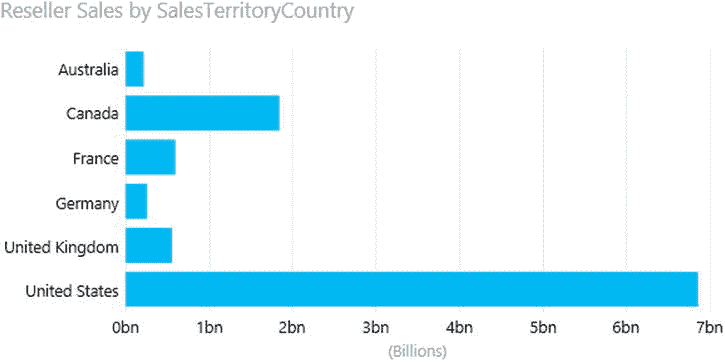 Reseller Sales by SalesTerritoryCountry
Australia
Canada
France
Germany
United Kingdom
United States
0bn 1bn 2bn 3bn 4bn 5bn 6bn 7bn
(Billions)